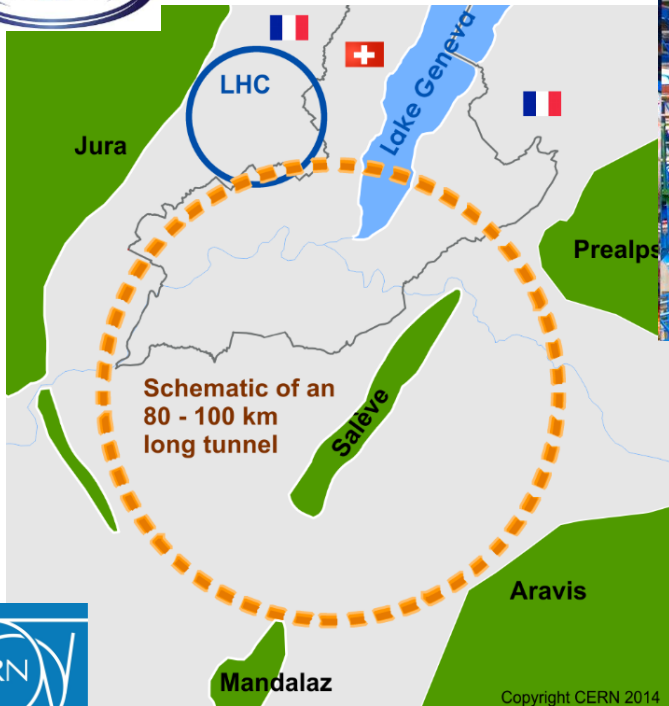 LHC
Lake Geneva
Jura
Prealps
Schematic of an
80 - 100 km
long tunnel
Salève
Aravis
Mandalaz
Copyright CERN 2014